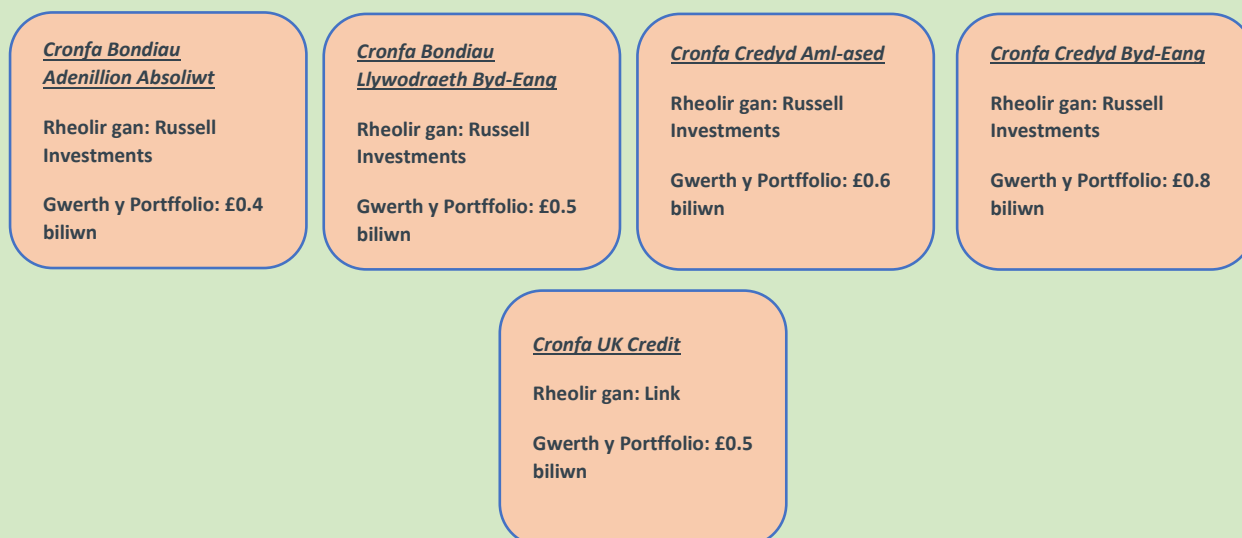 Cronfa Bondiau
Adenillion Absoliwt
Rheolir gan: Russell
Investments
Gwerth y Portffolio: £0.4
biliwn
Cronfa Bondiau
Llywodraeth Byd-Eang
Rheolir gan: Russell
Investments
Gwerth y Portffolio: £0.5
biliwn
Cronfa Credyd Aml-ased
Rheolir gan: Russell
Investments
Gwerth y Portffolio: £0.6
biliwn
Cronfa Credyd Byd-Eang
Rheolir gan: Russell
Investments
Gwerth y Portffolio: £0.8
biliwn
Cronfa UK Credit
Rheolir gan: Link
Gwerth y Portffolio: £0.5
biliwn